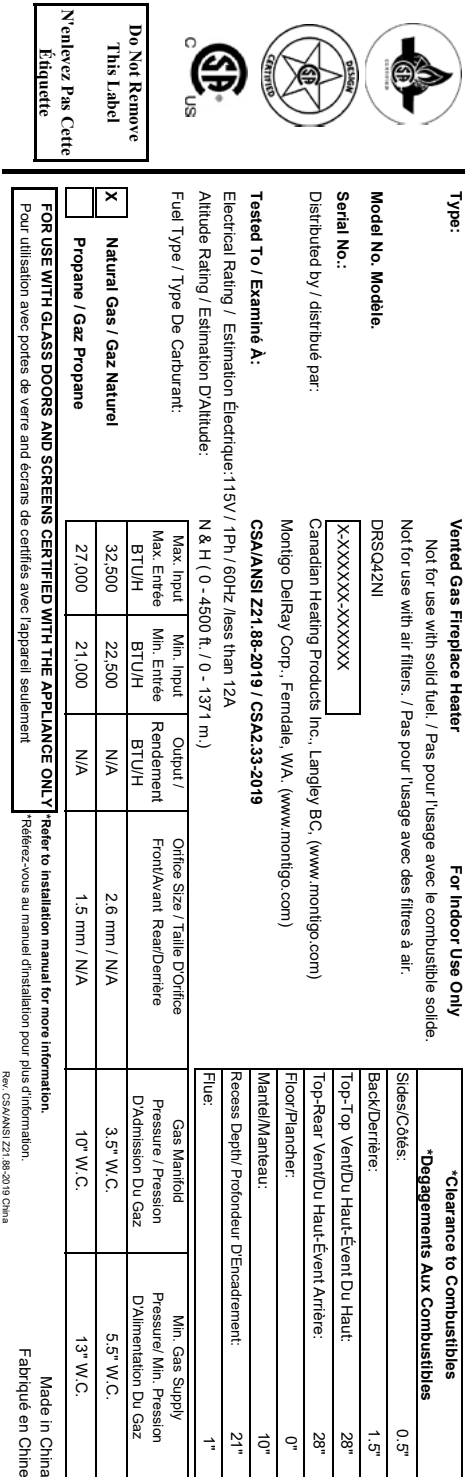 Do Not Remove
This Label
N'enlevez Pas Cette
Étiquette
CSA
CERTIFIED
DESIGN
CSA
CERTIFIED
CSA
®
C US
Type: Vented Gas Fireplace Heater For Indoor Use Only
Not for use with solid fuel. / Pas pour l'usage avec le combustible solide.
Not for use with air filters. / Pas pour l'usage avec des filtres à air.
Model No. Modèle. DRSQ42NI
Serial No.: X-XXXXXX-XXXXXX
Distributed by / distribué par: Canadian Heating Products Inc., Langley BC, (www.montigo.com)
Montigo DelRay Corp., Ferndale, WA. (www.montigo.com)
Tested To / Examiné À: CSA/ANSI Z21.88-2019 / CSA2.33-2019
Electrical Rating / Estimation Électrique:115V / 1Ph / 60Hz /less than 12A
Altitude Rating / Estimation D'Altitude: N & H ( 0 - 4500 ft. / 0 - 1371 m.)
*Clearance to Combustibles
*Degagements Aux Combustibles
Sides/Côtés: 0.5"
Back/Derrière: 1.5"
Top-Top Vent/Du Haut-Évent Du Haut: 28"
Top-Rear Vent/Du Haut-Évent Arrière: 28"
Floor/Plancher: 0"
Mantel/Manteau: 10"
Recess Depth/ Profondeur D'Encadrement: 21"
Flue: 1"
Fuel Type / Type De Carburant:
Max. Input Min. Input Output / Orifice Size / Taille D'Orifice Gas Manifold Min. Gas Supply
Max. Entrée Min. Entrée Rendement Front/Avant Rear/Derrière Pressure / Pression Pressure/ Min. Pression
BTU/H BTU/H BTU/H D'Admission Du Gaz D'Alimentation Du Gaz
X Natural Gas / Gaz Naturel 32,500 22,500 N/A 2.6 mm / N/A 3.5" W.C. 5.5" W.C.
Propane / Gaz Propane 27,000 21,000 N/A 1.5 mm / N/A 10" W.C. 13" W.C.
FOR USE WITH GLASS DOORS AND SCREENS CERTIFIED WITH THE APPLIANCE ONLY
Pour utilisation avec portes de verre and écrans de certifiés avec l'appareil seulement
*Refer to installation manual for more information.
*Référez-vous au manuel d'installation pour plus d'information.
Rev. CSA/ANSI Z21.88-2019 China
Made in China
Fabriqué en Chine